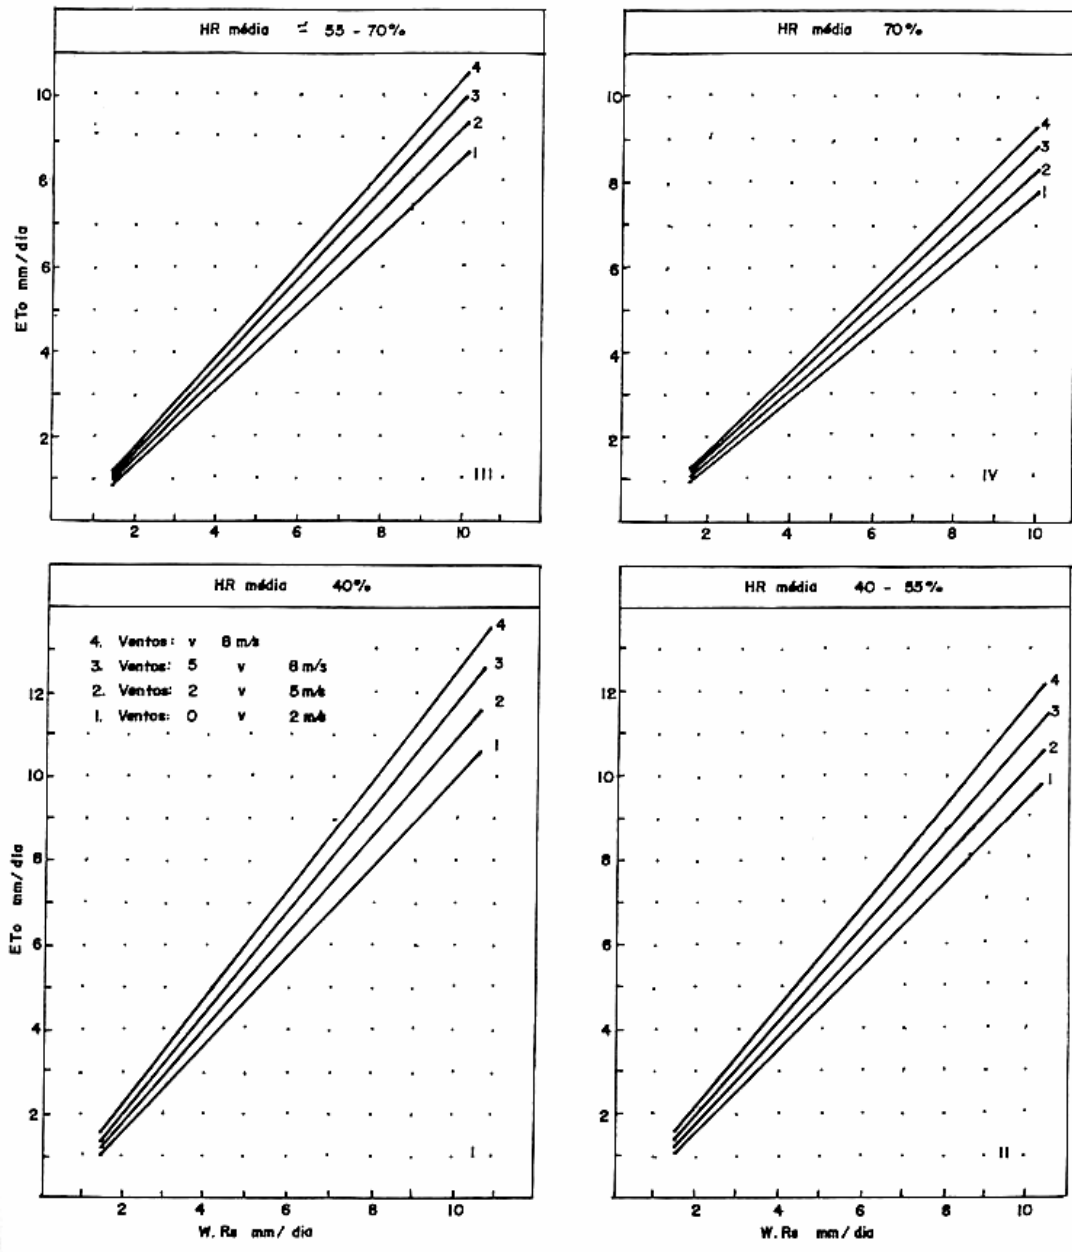 HR média ≃ 55 - 70%
4
3
2
1
10
8
6
4
2
ETo mm/dia
III
2 4 6 8 10
HR média 70%
4
3
2
1
10
8
6
4
2
IV
2 4 6 8 10
HR média 40%
4. Ventos: v 8 m/s
3. Ventos: 5 v 8 m/s
2. Ventos: 2 v 5 m/s
1. Ventos: 0 v 2 m/s
4
3
2
1
12
10
8
6
4
2
ETo mm/dia
I
2 4 6 8 10
W.Rs mm/dia
HR média 40 - 55%
4
3
2
1
12
10
8
6
4
2
II
2 4 6 8 10
W.Rs mm/dia